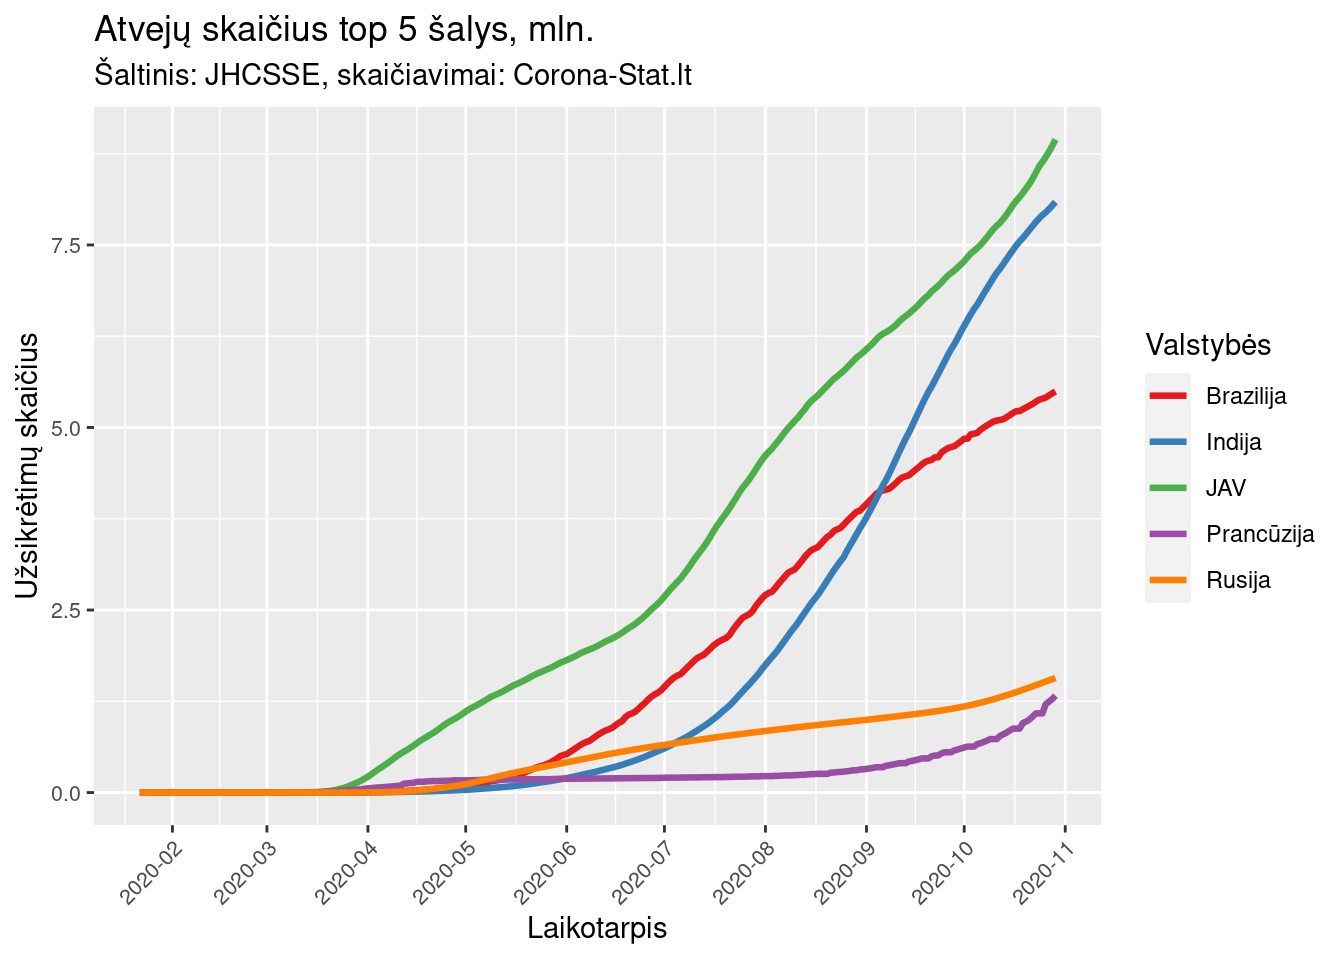 Atvejų skaičius top 5 šalys, mln.
Šaltinis: JHCSSE, skaičiavimai: Corona-Stat.lt
Užsikrėtimų skaičius
7.5
5.0
2.5
0.0
2020-02
2020-03
2020-04
2020-05
2020-06
2020-07
2020-08
2020-09
2020-10
2020-11
Laikotarpis
Valstybės
Brazilija
Indija
JAV
Prancūzija
Rusija